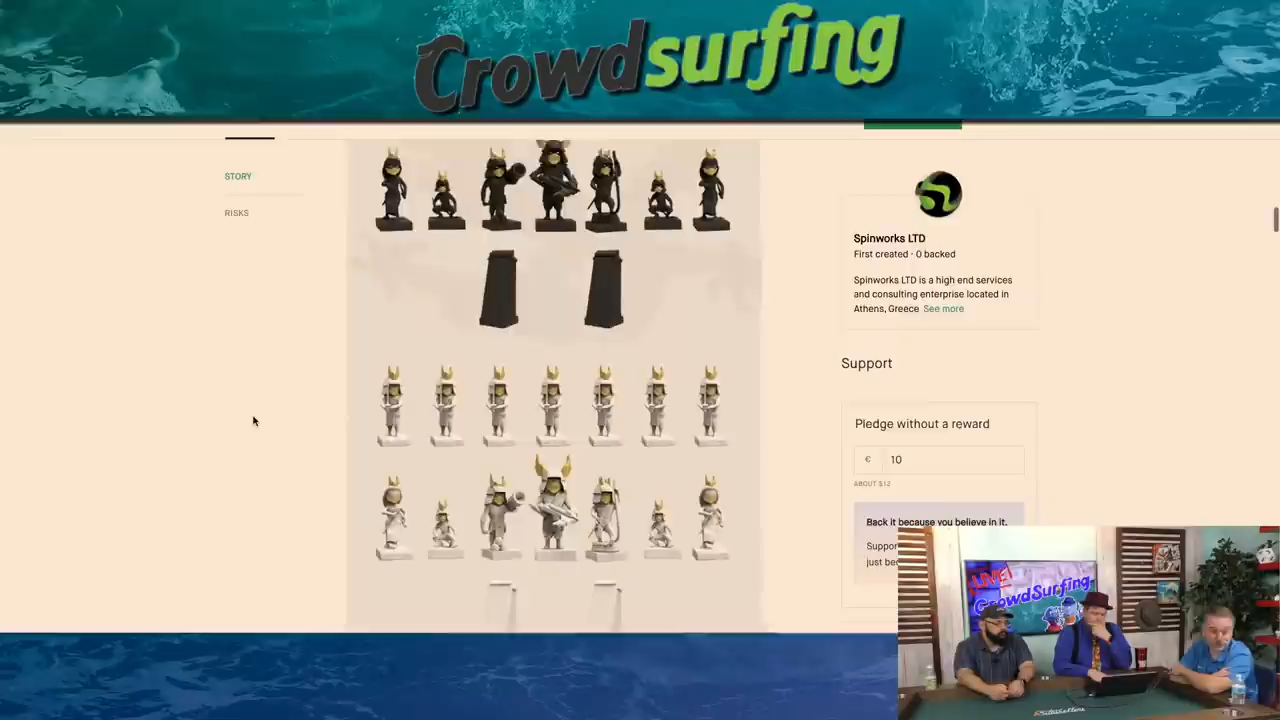 Crowdsurfing
STORY
RISKS
Spinworks LTD
First created · 0 backed
Spinworks LTD is a high end services
and consulting enterprise located in
Athens, Greece See more
Support
Pledge without a reward
€ 10
ABOUT $12
Back it because you believe in it.
Suppor
just bec
LIVE!
CrowdSurfing